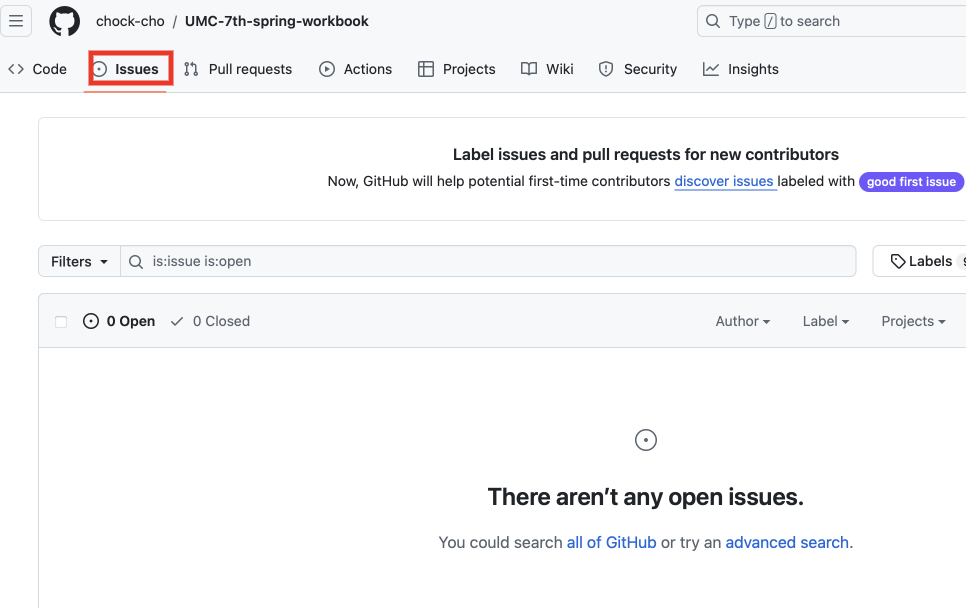 chock-cho / UMC-7th-spring-workbook
Type / to search
Code Issues Pull requests Actions Projects Wiki Security Insights
Label issues and pull requests for new contributors
Now, GitHub will help potential first-time contributors discover issues labeled with good first issue
Filters is:issue is:open Labels
0 Open 0 Closed Author Label Projects
There aren’t any open issues.
You could search all of GitHub or try an advanced search.